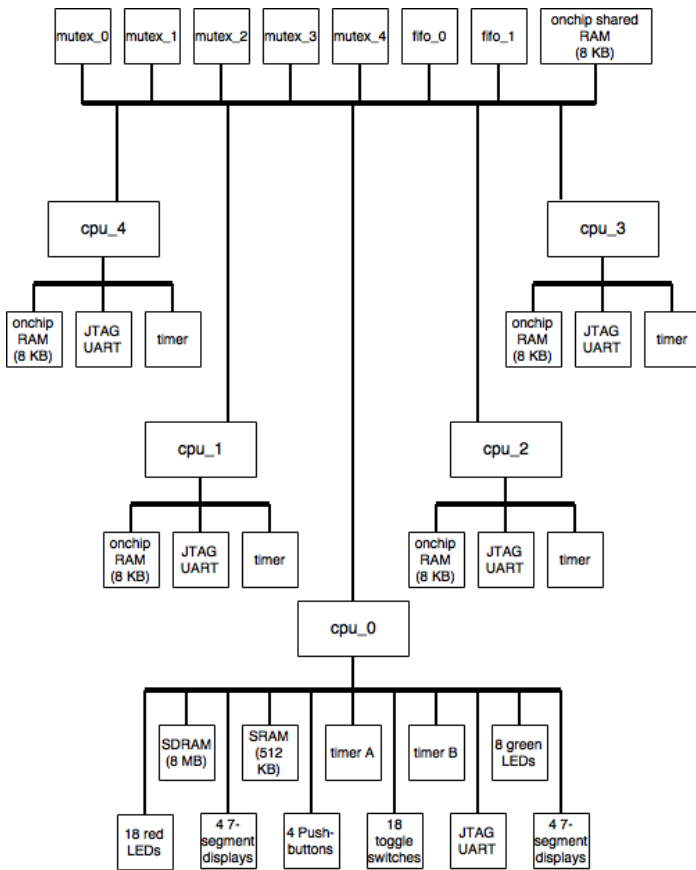 mutex_0
mutex_1
mutex_2
mutex_3
mutex_4
fifo_0
fifo_1
onchip shared
RAM
(8 KB)
cpu_4
cpu_3
onchip
RAM
(8 KB)
JTAG
UART
timer
onchip
RAM
(8 KB)
JTAG
UART
timer
cpu_1
cpu_2
onchip
RAM
(8 KB)
JTAG
UART
timer
onchip
RAM
(8 KB)
JTAG
UART
timer
cpu_0
SDRAM
(8 MB)
SRAM
(512
KB)
timer A
timer B
8 green
LEDs
18 red
LEDs
4 7-
segment
displays
4 Push-
buttons
18
toggle
switches
JTAG
UART
4 7-
segment
displays